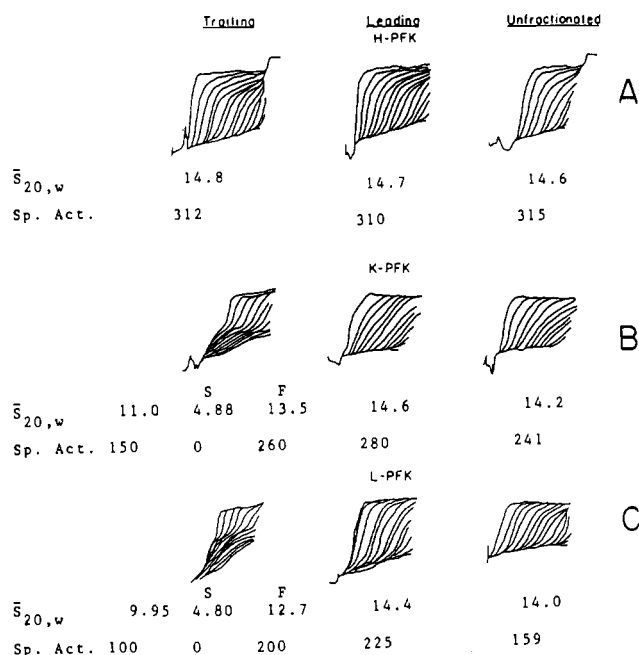 Trailing Leading Unfractionated
H-PFK
A
S̄20,w 14.8 14.7 14.6
Sp. Act. 312 310 315
K-PFK
B
S F
S̄20,w 11.0 4.88 13.5 14.6 14.2
Sp. Act. 150 0 260 280 241
L-PFK
C
S F
S̄20,w 9.95 4.80 12.7 14.4 14.0
Sp. Act. 100 0 200 225 159